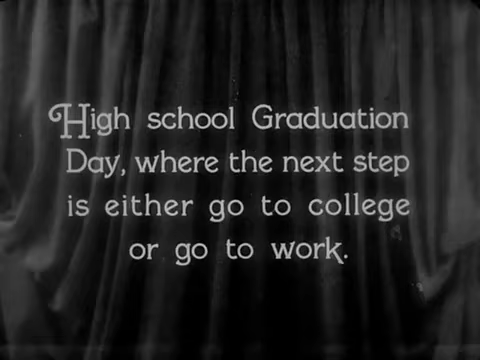 High school Graduation
Day, where the next step
is either go to college
or go to work.